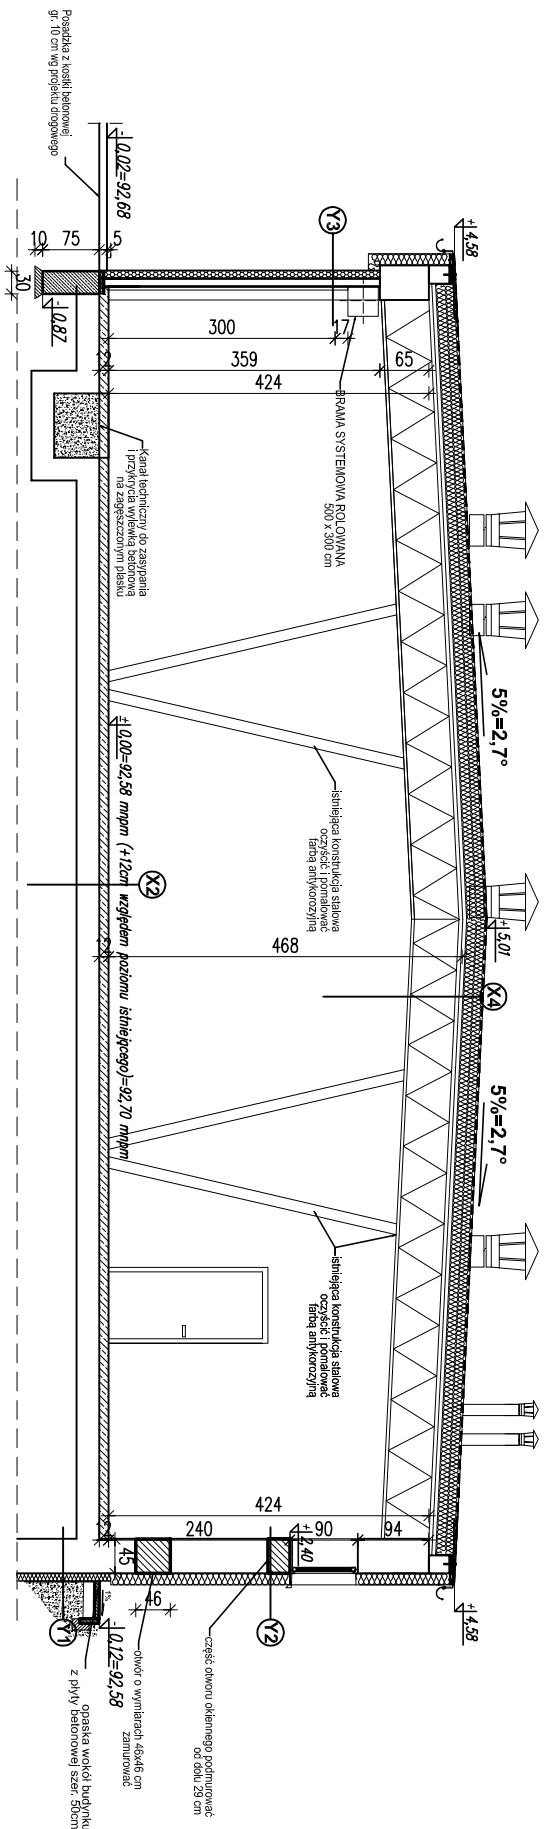 Posadzka z kostki betonowej
gr. 10 cm wg projektu drogowego
- 0,02=92,68
10
75
5
30
- 0,87
Y3
+ 4,58
300
17
359
65
424
12
BRAMA SYSTEMOWA ROLOWANA
500 x 300 cm
Kanał techniczny do zasypania
i przykrycia wylewką betonową
na zagęszczonym piasku
5%=2,7°
istniejąca konstrukcja stalowa
oczyścić i pomalować
farbą antykorozyjną
± 0,00=92,58 mnpm (+12cm względem poziomu istniejącego)=92,70 mnpm
X2
+ 5,01
12
468
X4
5%=2,7°
istniejąca konstrukcja stalowa
oczyścić i pomalować
farbą antykorozyjną
424
12
240
90
94
+ 2,40
45
46
+ 4,58
Y1
Y2
1%
- 0,12=92,58
otwór o wymiarach 46x46 cm
zamurować
część otworu okiennego podmurować
od dołu 29 cm
opaska wokół budynku
z płyty betonowej szer. 50cm